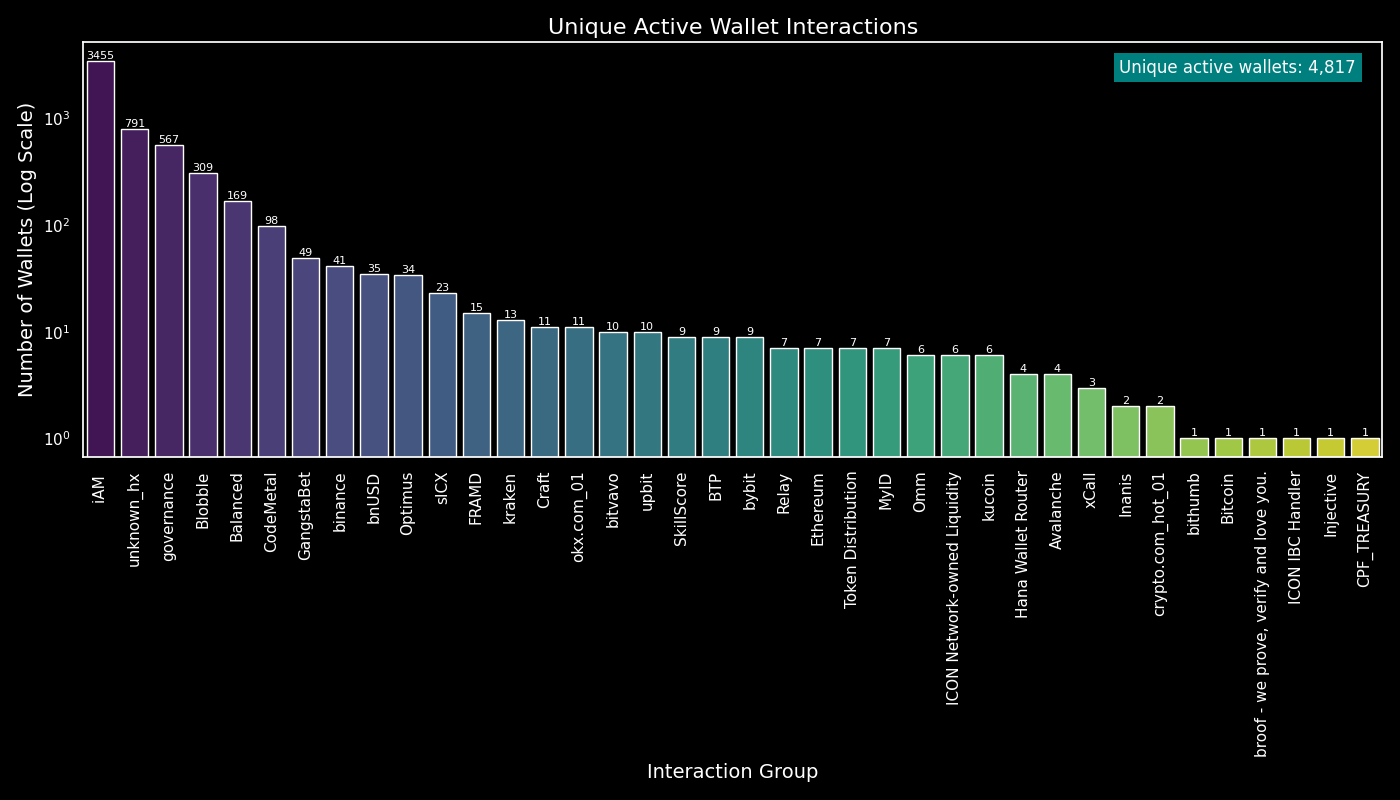 Unique Active Wallet Interactions
Unique active wallets: 4,817
Number of Wallets (Log Scale)
10³
10²
10¹
10⁰
3455
791
567
309
169
98
49
41
35
34
23
15
13
11
11
10
10
9
9
9
7
7
7
7
6
6
6
4
4
3
2
2
1
1
1
1
1
1
iAM
unknown_hx
governance
Blobble
Balanced
CodeMetal
GangstaBet
binance
bnUSD
Optimus
sICX
FRAMD
kraken
Craft
okx.com_01
bitvavo
upbit
SkillScore
BTP
bybit
Relay
Ethereum
Token Distribution
MyID
Omm
ICON Network-owned Liquidity
kucoin
Hana Wallet Router
Avalanche
xCall
Inanis
crypto.com_hot_01
bithumb
Bitcoin
broof - we prove, verify and love you.
ICON IBC Handler
Injective
CPF_TREASURY
Interaction Group